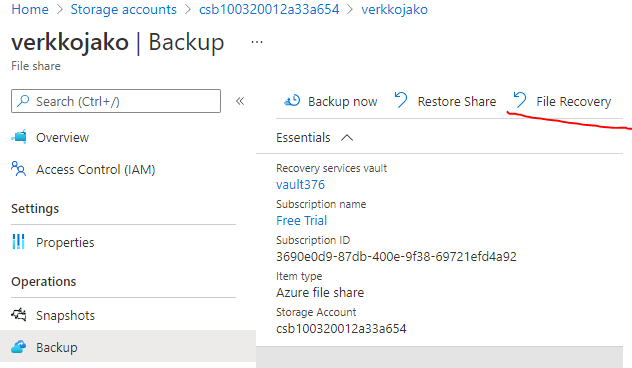 Home > Storage accounts > csb100320012a33a654 > verkkojako
verkkojako | Backup ...
File share
Search (Ctrl+/) «
Overview
Access Control (IAM)
Settings
Properties
Operations
Snapshots
Backup
Backup now Restore Share File Recovery
Essentials
Recovery services vault
vault376
Subscription name
Free Trial
Subscription ID
3690e0d9-87db-400e-9f38-69721efd4a92
Item type
Azure file share
Storage Account
csb100320012a33a654